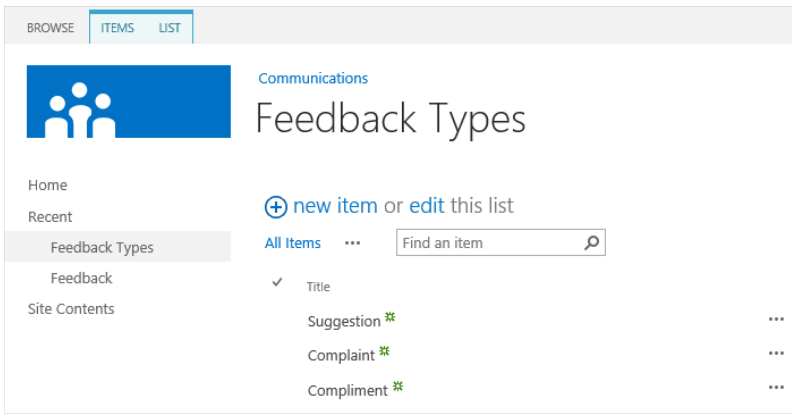 BROWSE ITEMS LIST
Communications
Feedback Types
Home
Recent
Feedback Types
Feedback
Site Contents
new item or edit this list
All Items ••• Find an item
Title
Suggestion •••
Complaint •••
Compliment •••